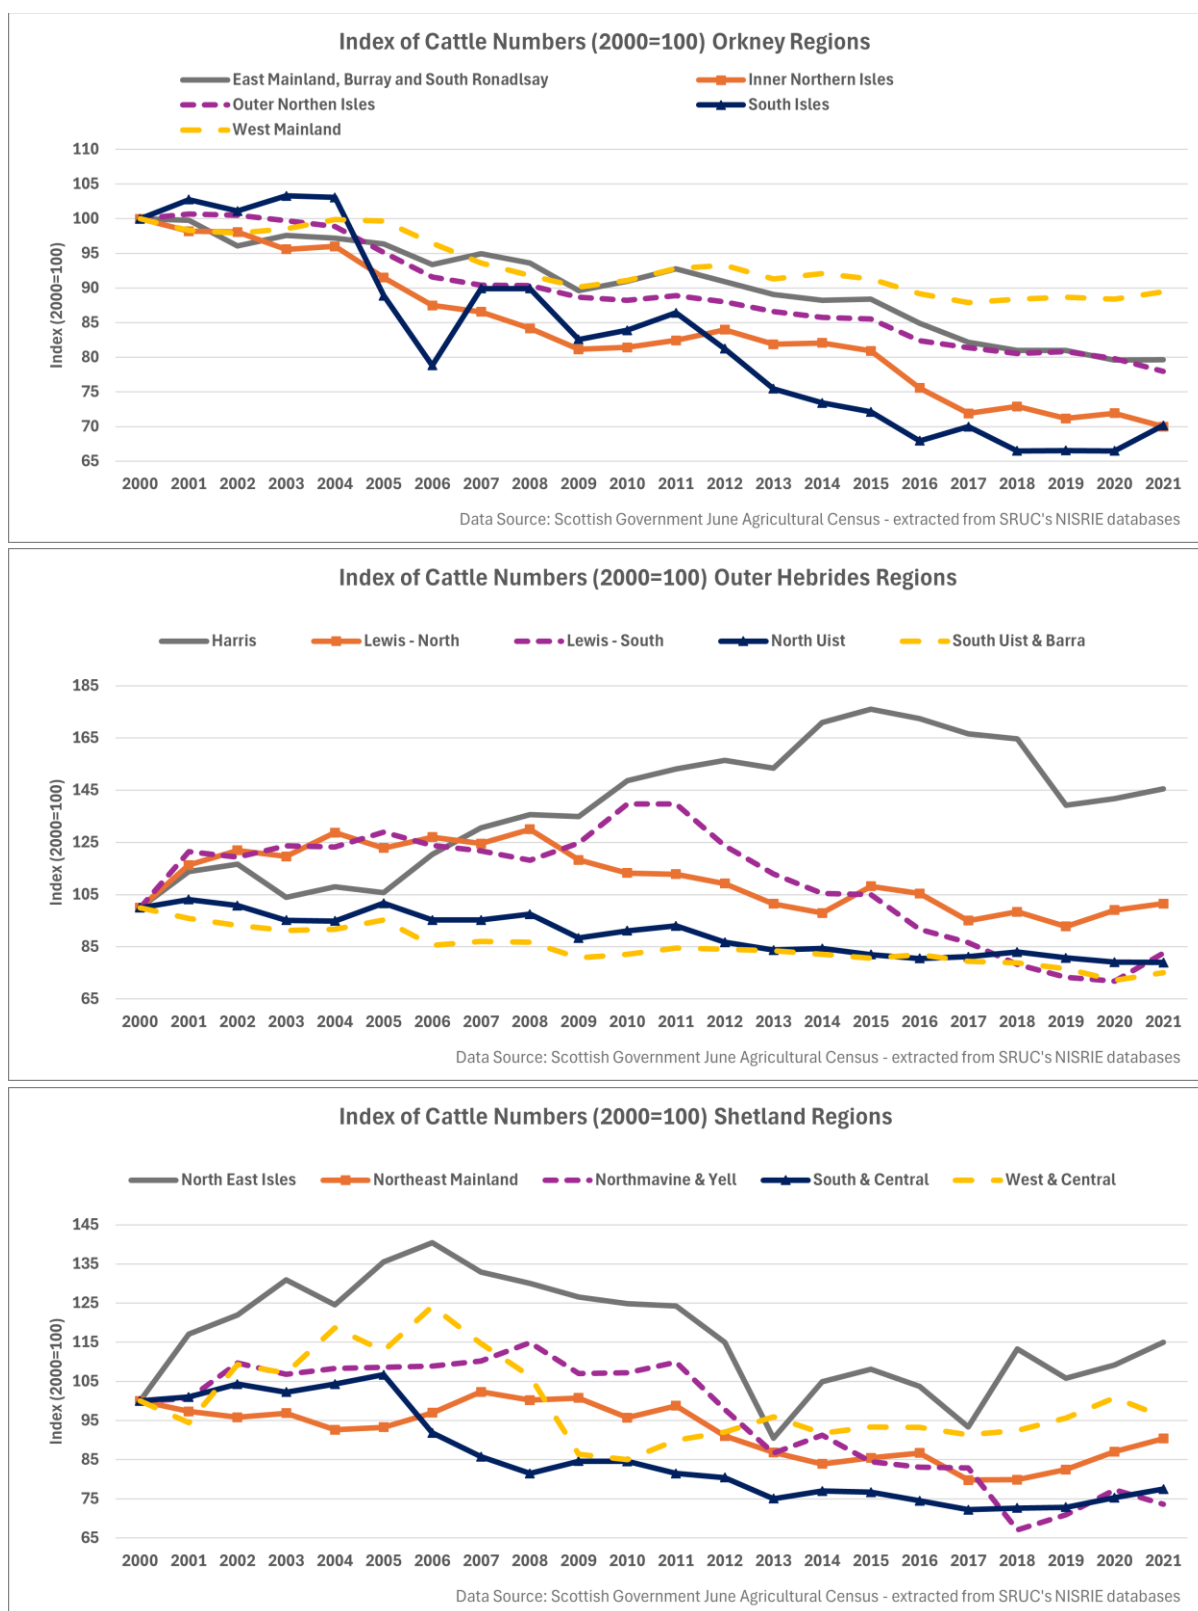 Index of Cattle Numbers (2000=100) Orkney Regions
East Mainland, Burray and South Ronadlsay
Inner Northern Isles
Outer Northen Isles
South Isles
West Mainland
110
105
100
95
90
85
80
75
70
65
Index (2000=100)
2000 2001 2002 2003 2004 2005 2006 2007 2008 2009 2010 2011 2012 2013 2014 2015 2016 2017 2018 2019 2020 2021
Data Source: Scottish Government June Agricultural Census - extracted from SRUC's NISRIE databases
Index of Cattle Numbers (2000=100) Outer Hebrides Regions
Harris Lewis - North Lewis - South North Uist South Uist & Barra
185
165
145
125
105
85
65
Index (2000=100)
2000 2001 2002 2003 2004 2005 2006 2007 2008 2009 2010 2011 2012 2013 2014 2015 2016 2017 2018 2019 2020 2021
Data Source: Scottish Government June Agricultural Census - extracted from SRUC's NISRIE databases
Index of Cattle Numbers (2000=100) Shetland Regions
North East Isles Northeast Mainland Northmavine & Yell South & Central West & Central
145
135
125
115
105
95
85
75
65
Index (2000=100)
2000 2001 2002 2003 2004 2005 2006 2007 2008 2009 2010 2011 2012 2013 2014 2015 2016 2017 2018 2019 2020 2021
Data Source: Scottish Government June Agricultural Census - extracted from SRUC's NISRIE databases